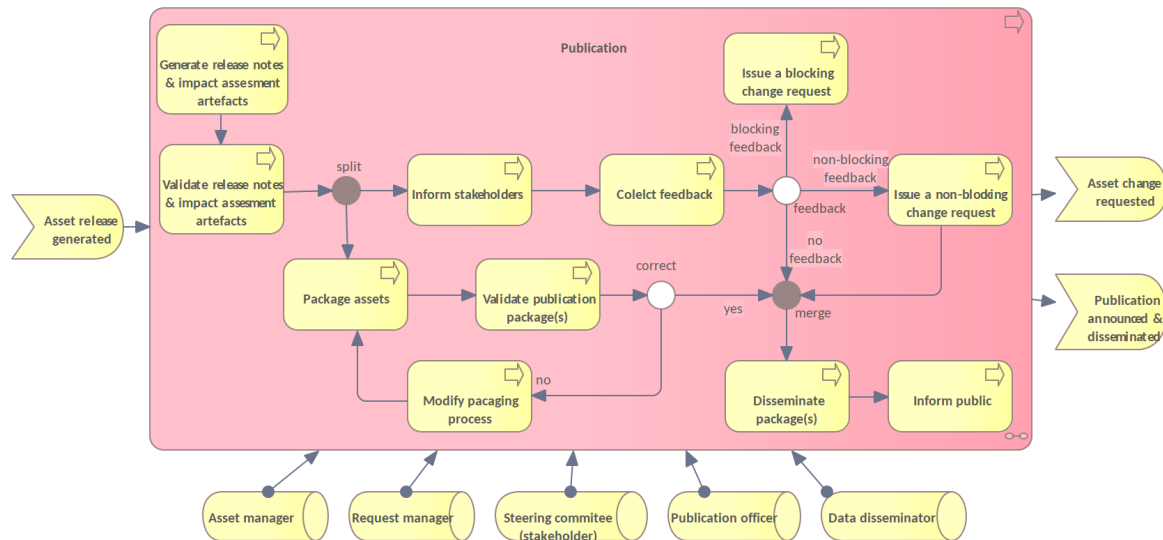 Publication
Generate release notes
& impact assesment
artefacts
Issue a blocking
change request
blocking
feedback
split
Validate release notes
& impact assesment
artefacts
Inform stakeholders
Colelct feedback
non-blocking
feedback
feedback
Issue a non-blocking
change request
Asset release
generated
Asset change
requested
no
feedback
correct
Package assets
Validate publication
package(s)
yes
merge
Publication
announced &
disseminated
no
Modify pacaging
process
Disseminate
package(s)
Inform public
Asset manager
Request manager
Steering commitee
(stakeholder)
Publication officer
Data disseminator